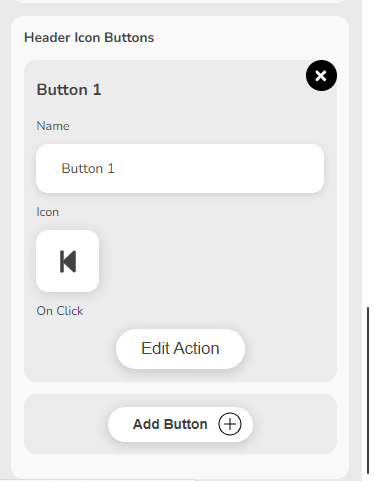 Header Icon Buttons
Button 1
Name
Button 1
Icon
On Click
Edit Action
Add Button